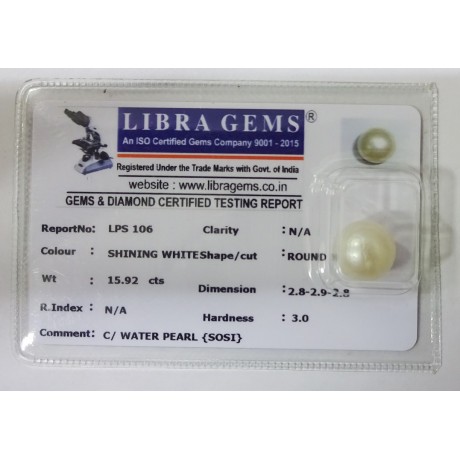 LIBRA GEMS®
An ISO Certified Gems Company 9001 - 2015
Registered Under the Trade Marks with Govt. of India
website : www.libragems.co.in
GEMS & DIAMOND CERTIFIED TESTING REPORT
ReportNo: LPS 106 Clarity : N/A
Colour : SHINING WHITE Shape/cut : ROUND
Wt : 15.92 cts
Dimension : 2.8-2.9-2.8
R.Index : N/A
Hardness : 3.0
Comment: C/ WATER PEARL {SOSI}